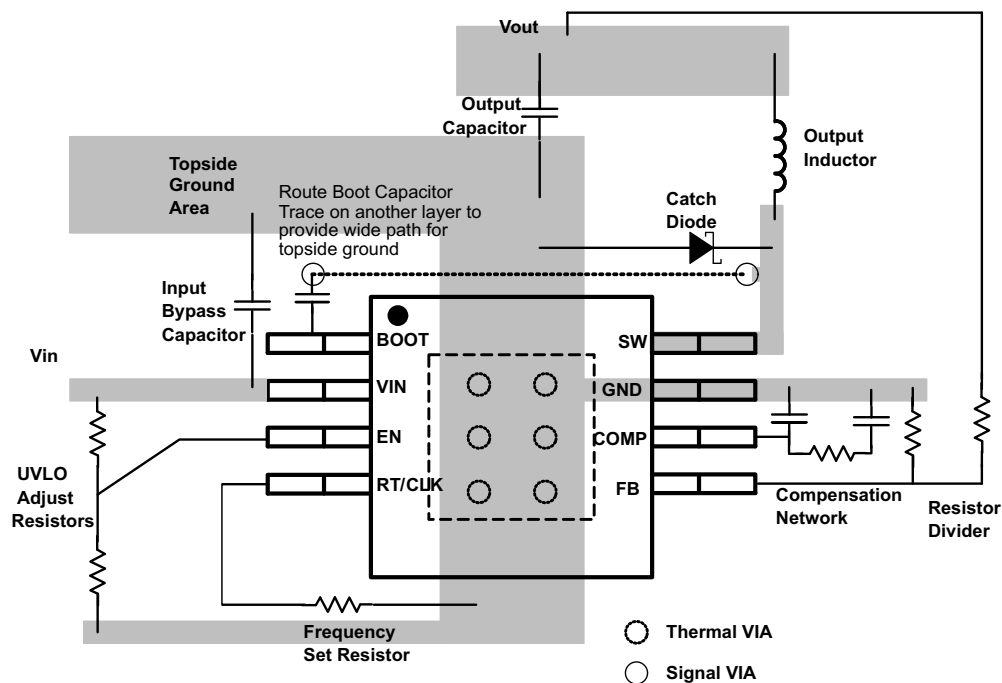 Vout
Output
Capacitor
Output
Inductor
Topside
Ground
Area
Route Boot Capacitor
Trace on another layer to
provide wide path for
topside ground
Catch
Diode
Input
Bypass
Capacitor
Vin
BOOT
VIN
EN
RT/CLK
SW
GND
COMP
FB
UVLO
Adjust
Resistors
Compensation
Network
Resistor
Divider
Frequency
Set Resistor
Thermal VIA
Signal VIA